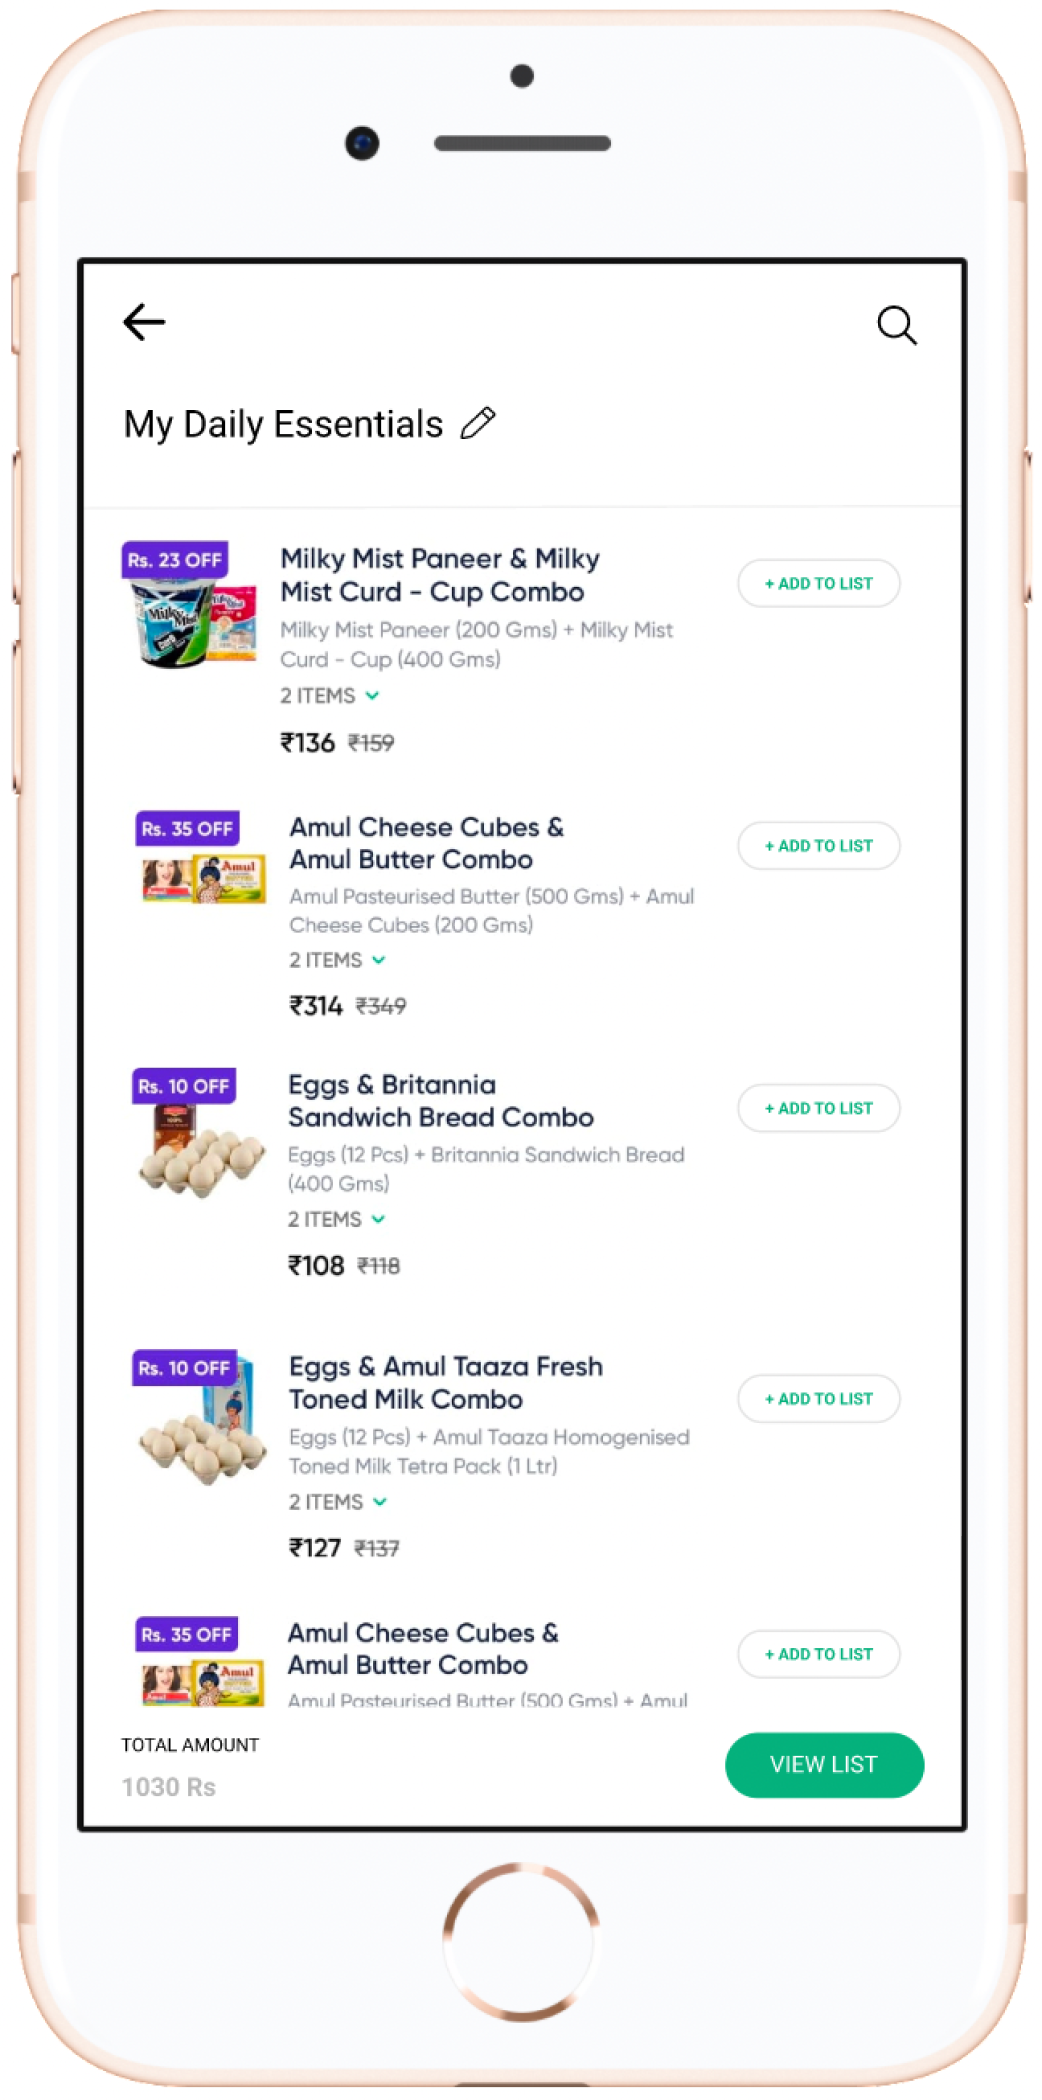 My Daily Essentials
Rs. 23 OFF
Milky Mist Paneer & Milky
Mist Curd - Cup Combo
+ ADD TO LIST
Milky Mist
Milky Mist Paneer (200 Gms) + Milky Mist
Curd - Cup (400 Gms)
2 ITEMS
₹136 ₹159
Rs. 35 OFF
Amul Cheese Cubes &
Amul Butter Combo
+ ADD TO LIST
Amul
Amul Pasteurised Butter (500 Gms) + Amul
Cheese Cubes (200 Gms)
2 ITEMS
₹314 ₹349
Rs. 10 OFF
Eggs & Britannia
Sandwich Bread Combo
+ ADD TO LIST
Eggs (12 Pcs) + Britannia Sandwich Bread
(400 Gms)
2 ITEMS
₹108 ₹118
Rs. 10 OFF
Eggs & Amul Taaza Fresh
Toned Milk Combo
+ ADD TO LIST
Eggs (12 Pcs) + Amul Taaza Homogenised
Toned Milk Tetra Pack (1 Ltr)
2 ITEMS
₹127 ₹137
Rs. 35 OFF
Amul Cheese Cubes &
Amul Butter Combo
+ ADD TO LIST
Amul
Amul Pasteurised Butter (500 Gms) + Amul
TOTAL AMOUNT
1030 Rs
VIEW LIST